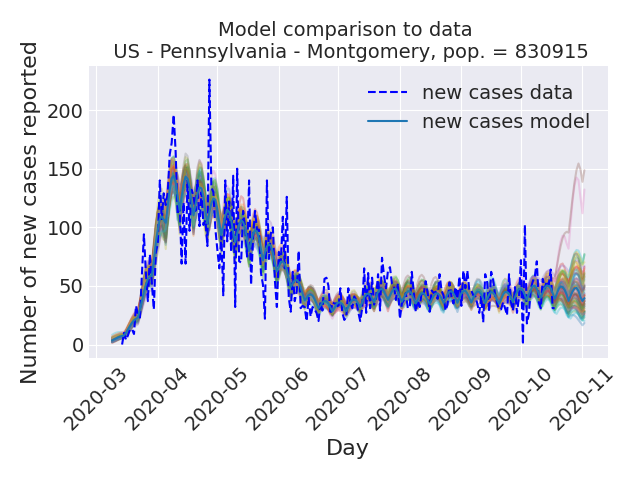 Model comparison to data
US - Pennsylvania - Montgomery, pop. = 830915
Number of new cases reported
200
150
100
50
0
new cases data
new cases model
2020-03
2020-04
2020-05
2020-06
2020-07
2020-08
2020-09
2020-10
2020-11
Day